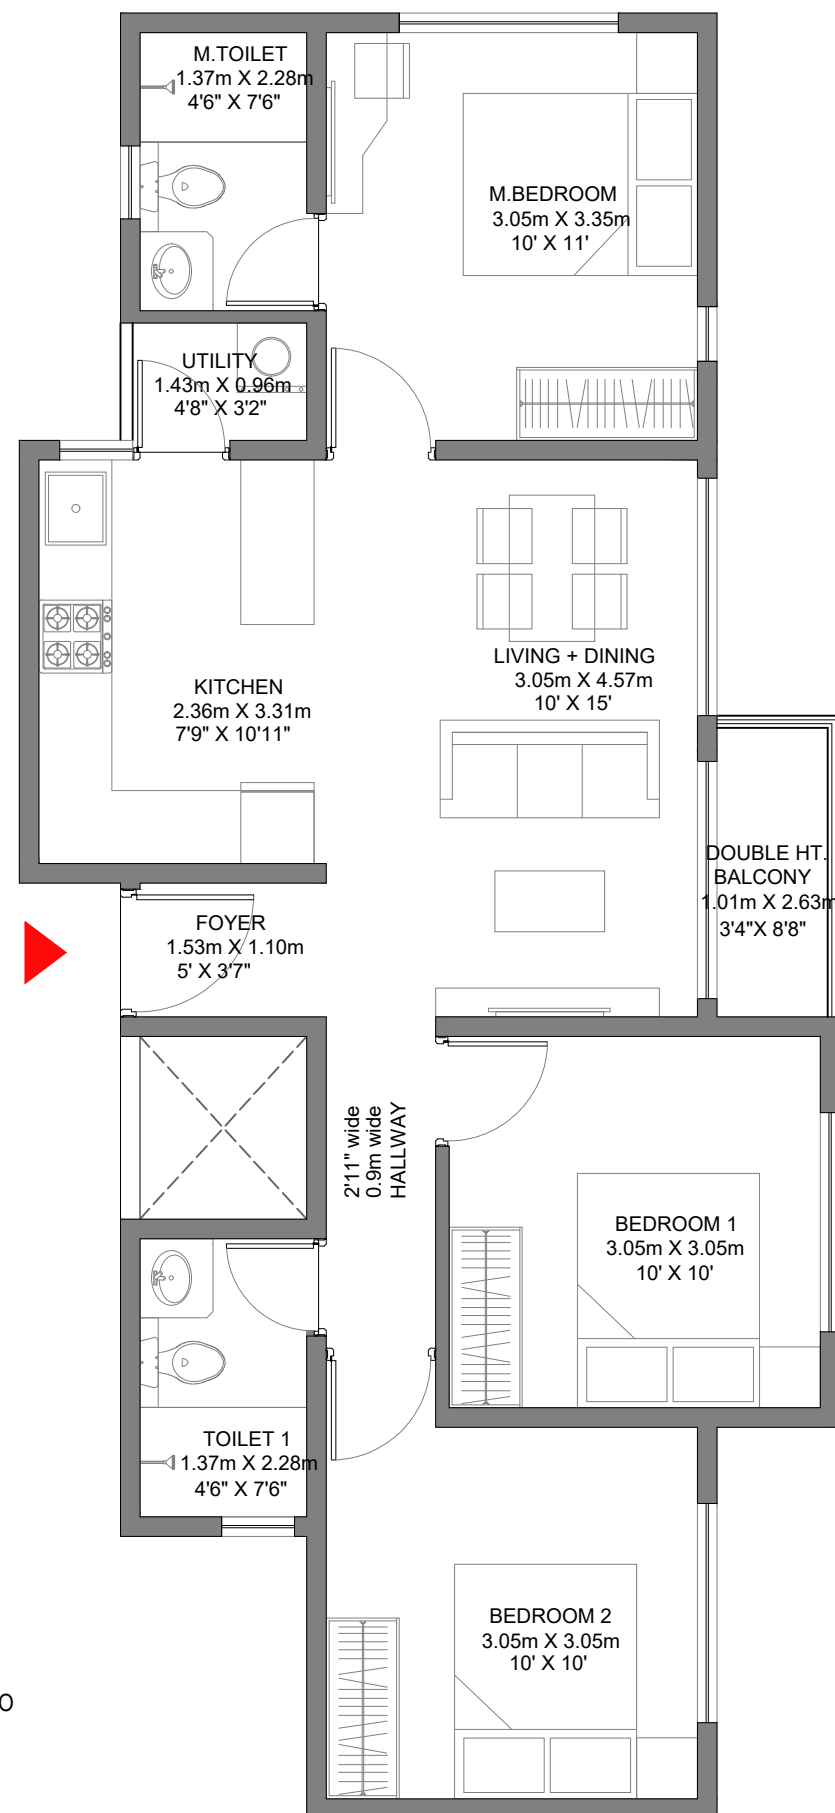 M.TOILET
1.37m X 2.28m
4'6" X 7'6"
M.BEDROOM
3.05m X 3.35m
10' X 11'
UTILITY
1.43m X 0.96m
4'8" X 3'2"
LIVING + DINING
3.05m X 4.57m
10' X 15'
KITCHEN
2.36m X 3.31m
7'9" X 10'11"
DOUBLE HT.
BALCONY
1.01m X 2.63m
3'4"X 8'8"
FOYER
1.53m X 1.10m
5' X 3'7"
2'11" wide
0.9m wide
HALLWAY
BEDROOM 1
3.05m X 3.05m
10' X 10'
TOILET 1
1.37m X 2.28m
4'6" X 7'6"
BEDROOM 2
3.05m X 3.05m
10' X 10'